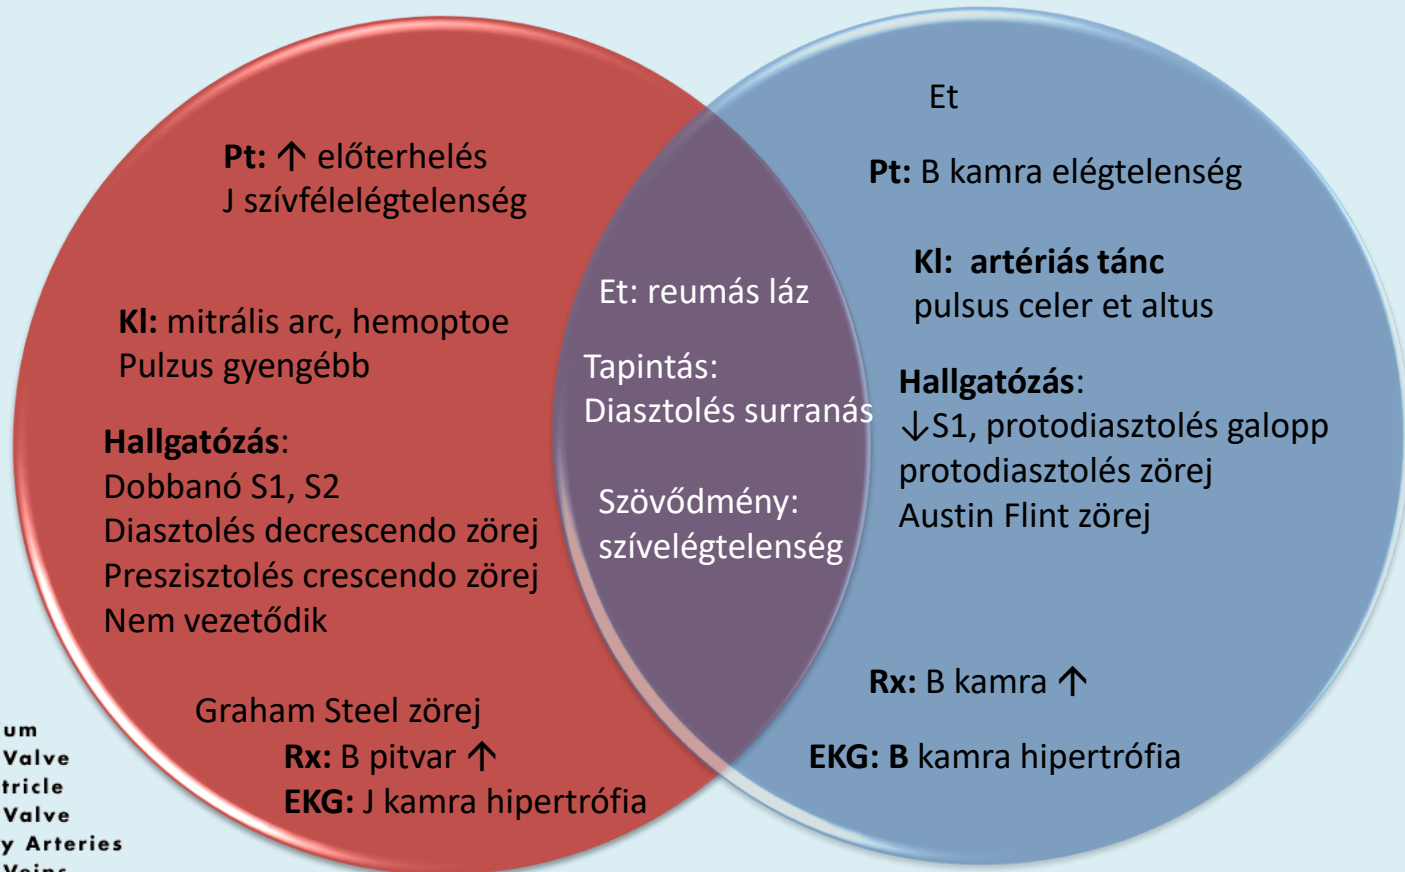 Pt: ↑ előterhelés
J szívfélelégtelenség
Kl: mitrális arc, hemoptoe
Pulzus gyengébb
Hallgatózás:
Dobbanó S1, S2
Diasztolés decrescendo zörej
Preszisztolés crescendo zörej
Nem vezetődik
Graham Steel zörej
Rx: B pitvar ↑
EKG: J kamra hipertrófia
Et: reumás láz
Tapintás:
Diasztolés surranás
Szövődmény:
szívelégtelenség
Et
Pt: B kamra elégtelenség
Kl: artériás tánc
pulsus celer et altus
Hallgatózás:
↓S1, protodiasztolés galopp
protodiasztolés zörej
Austin Flint zörej
Rx: B kamra ↑
EKG: B kamra hipertrófia
um
Valve
tricle
Valve
y Arteries